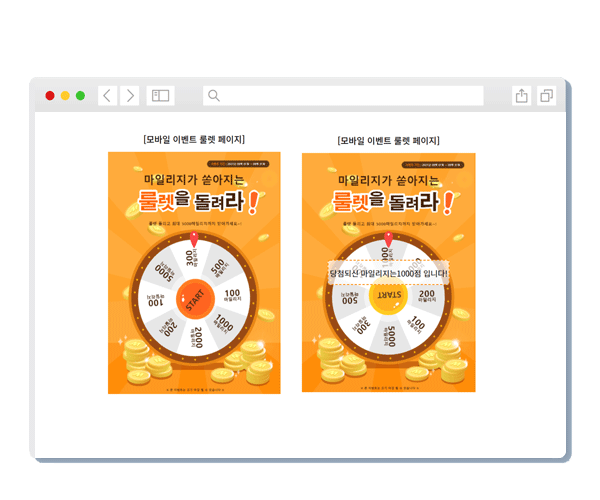 [모바일 이벤트 룰렛 페이지]
마일리지가 쏟아지는
룰렛을 돌려라!
300 마일리지
500 마일리지
100 마일리지
1000 마일리지
2000 마일리지
200 마일리지
100 마일리지
5000 마일리지
START
[모바일 이벤트 룰렛 페이지]
마일리지가 쏟아지는
룰렛을 돌려라!
당첨되신 마일리지는1000점 입니다!
200 마일리지
100 마일리지
5000 마일리지
300 마일리지
500
START